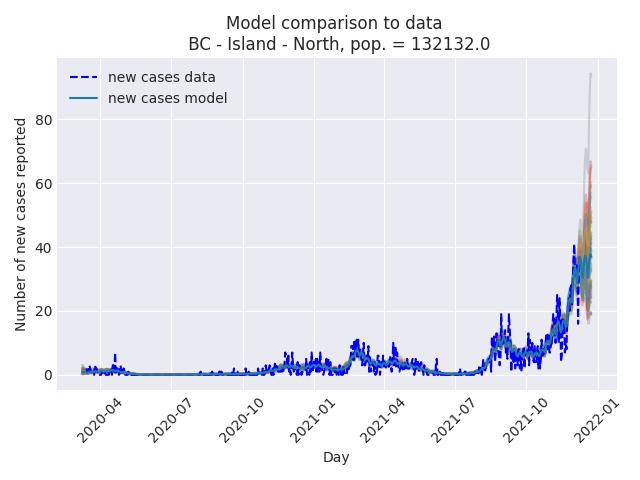 Model comparison to data
BC - Island - North, pop. = 132132.0
new cases data
new cases model
Number of new cases reported
80
60
40
20
0
2020-04
2020-07
2020-10
2021-01
2021-04
2021-07
2021-10
2022-01
Day